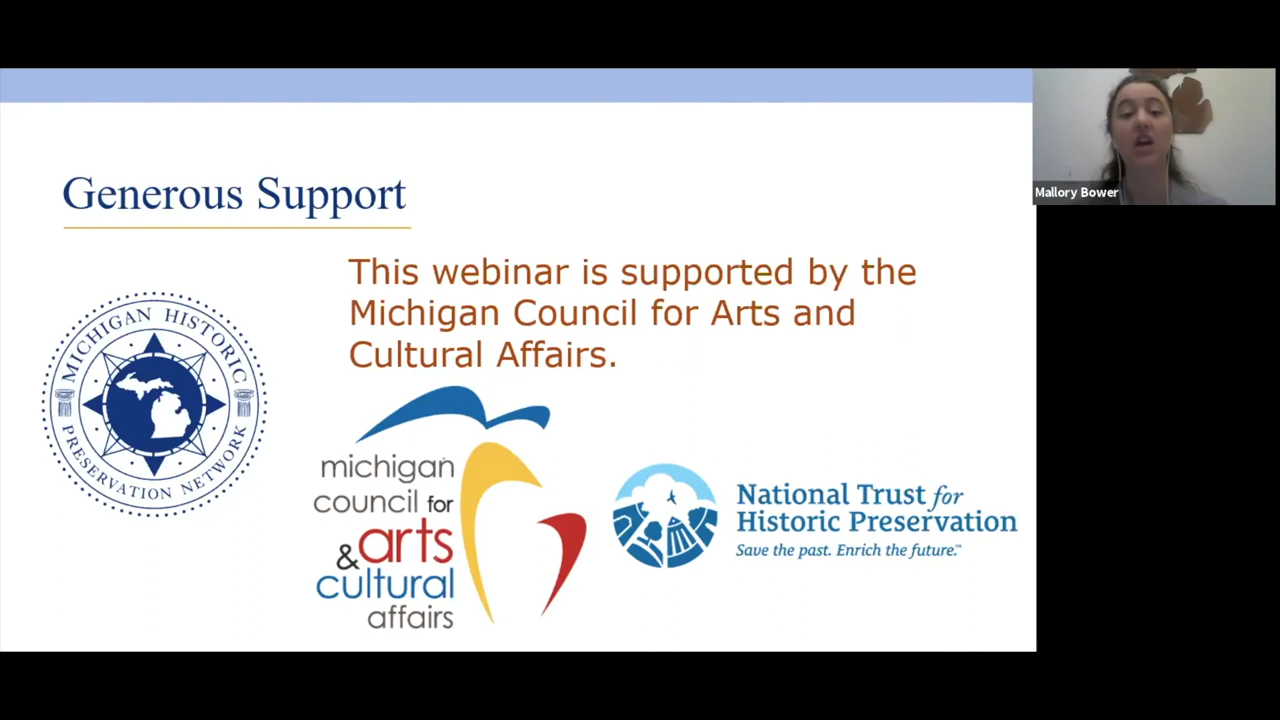 Generous Support
Mallory Bower
This webinar is supported by the
Michigan Council for Arts and
Cultural Affairs.
MICHIGAN HISTORIC
PRESERVATION NETWORK
michigan
council for
&arts
cultural
affairs
National Trust for
Historic Preservation
Save the past. Enrich the future.™